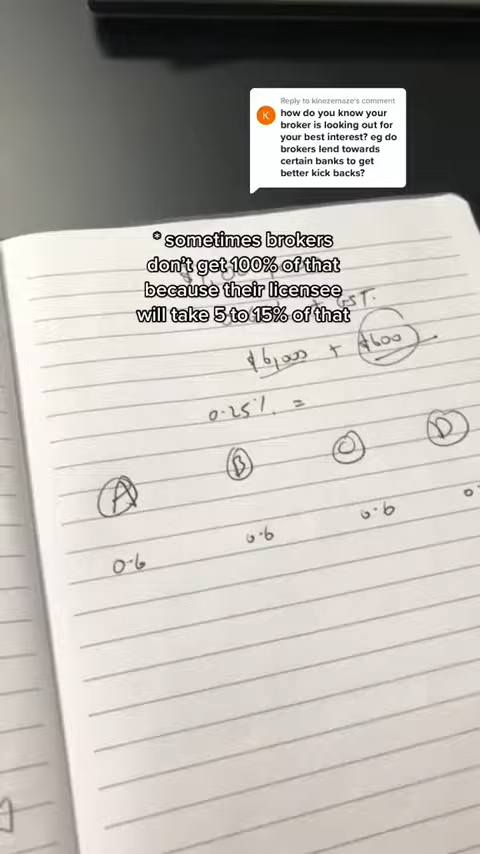 Reply to kinezemaze's comment
K
how do you know your
broker is looking out for
your best interest? eg do
brokers lend towards
certain banks to get
better kick backs?
* sometimes brokers
don't get 100% of that
because their licensee
will take 5 to 15% of that
+ GST.
$6,000 + $600
0.25% =
A B C D
0.6 0.6 0.6